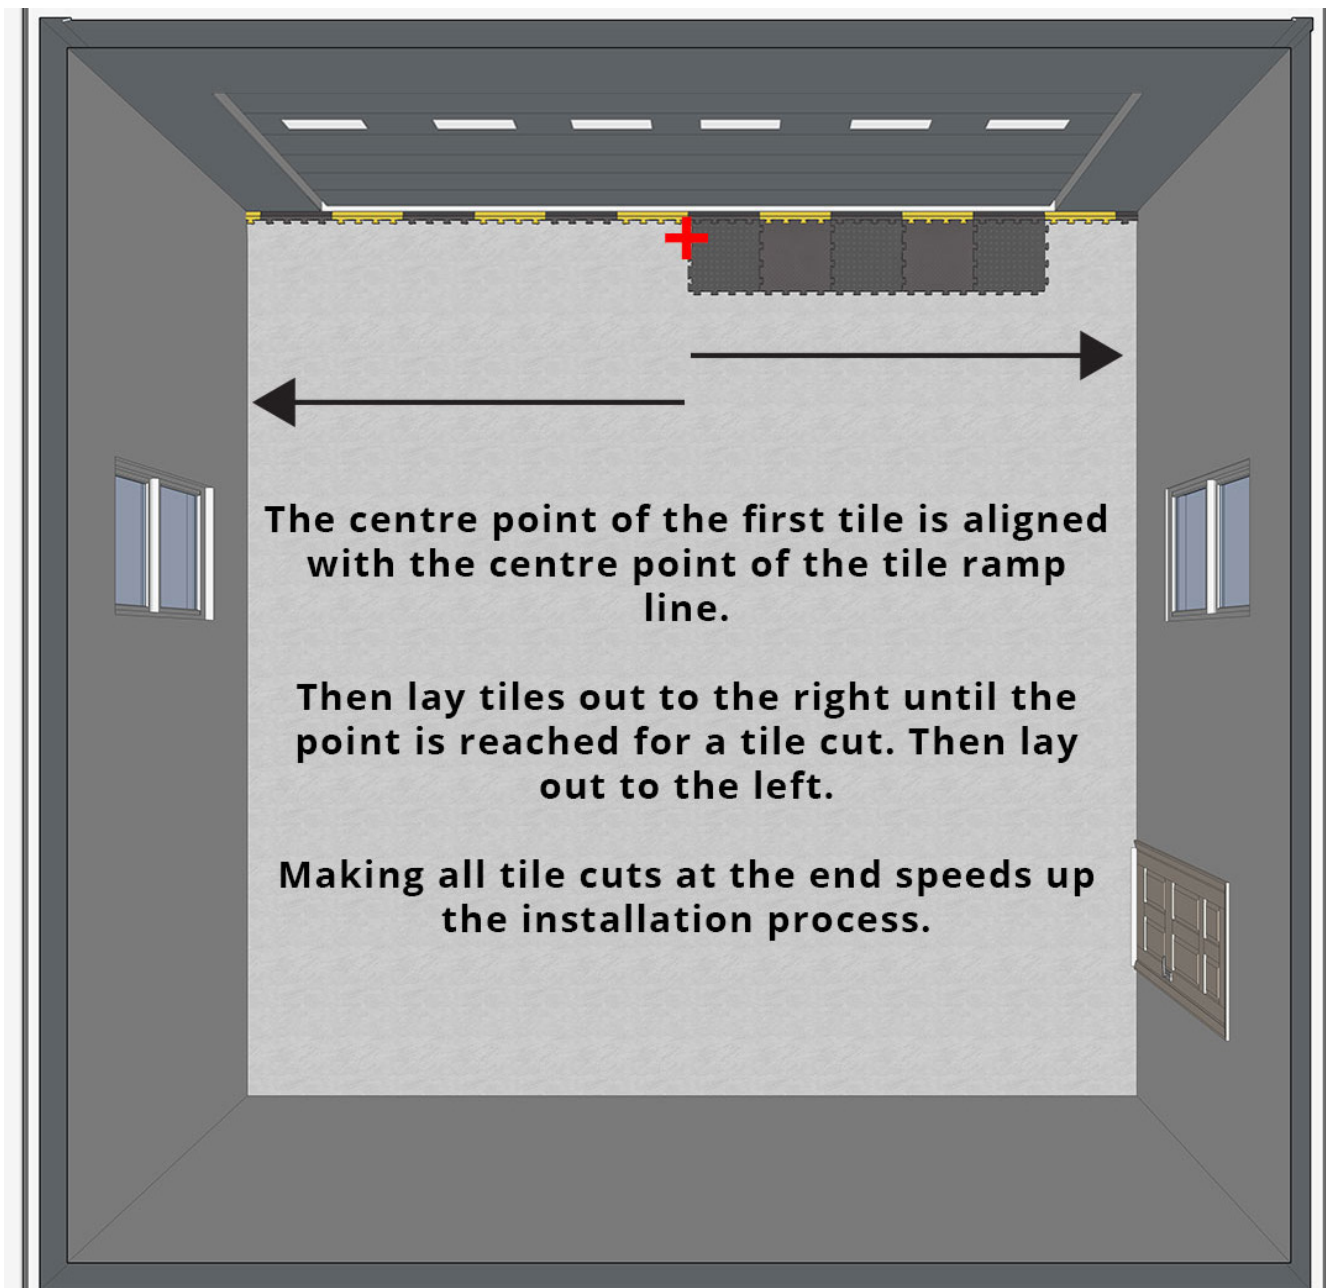 The centre point of the first tile is aligned
with the centre point of the tile ramp
line.
Then lay tiles out to the right until the
point is reached for a tile cut. Then lay
out to the left.
Making all tile cuts at the end speeds up
the installation process.